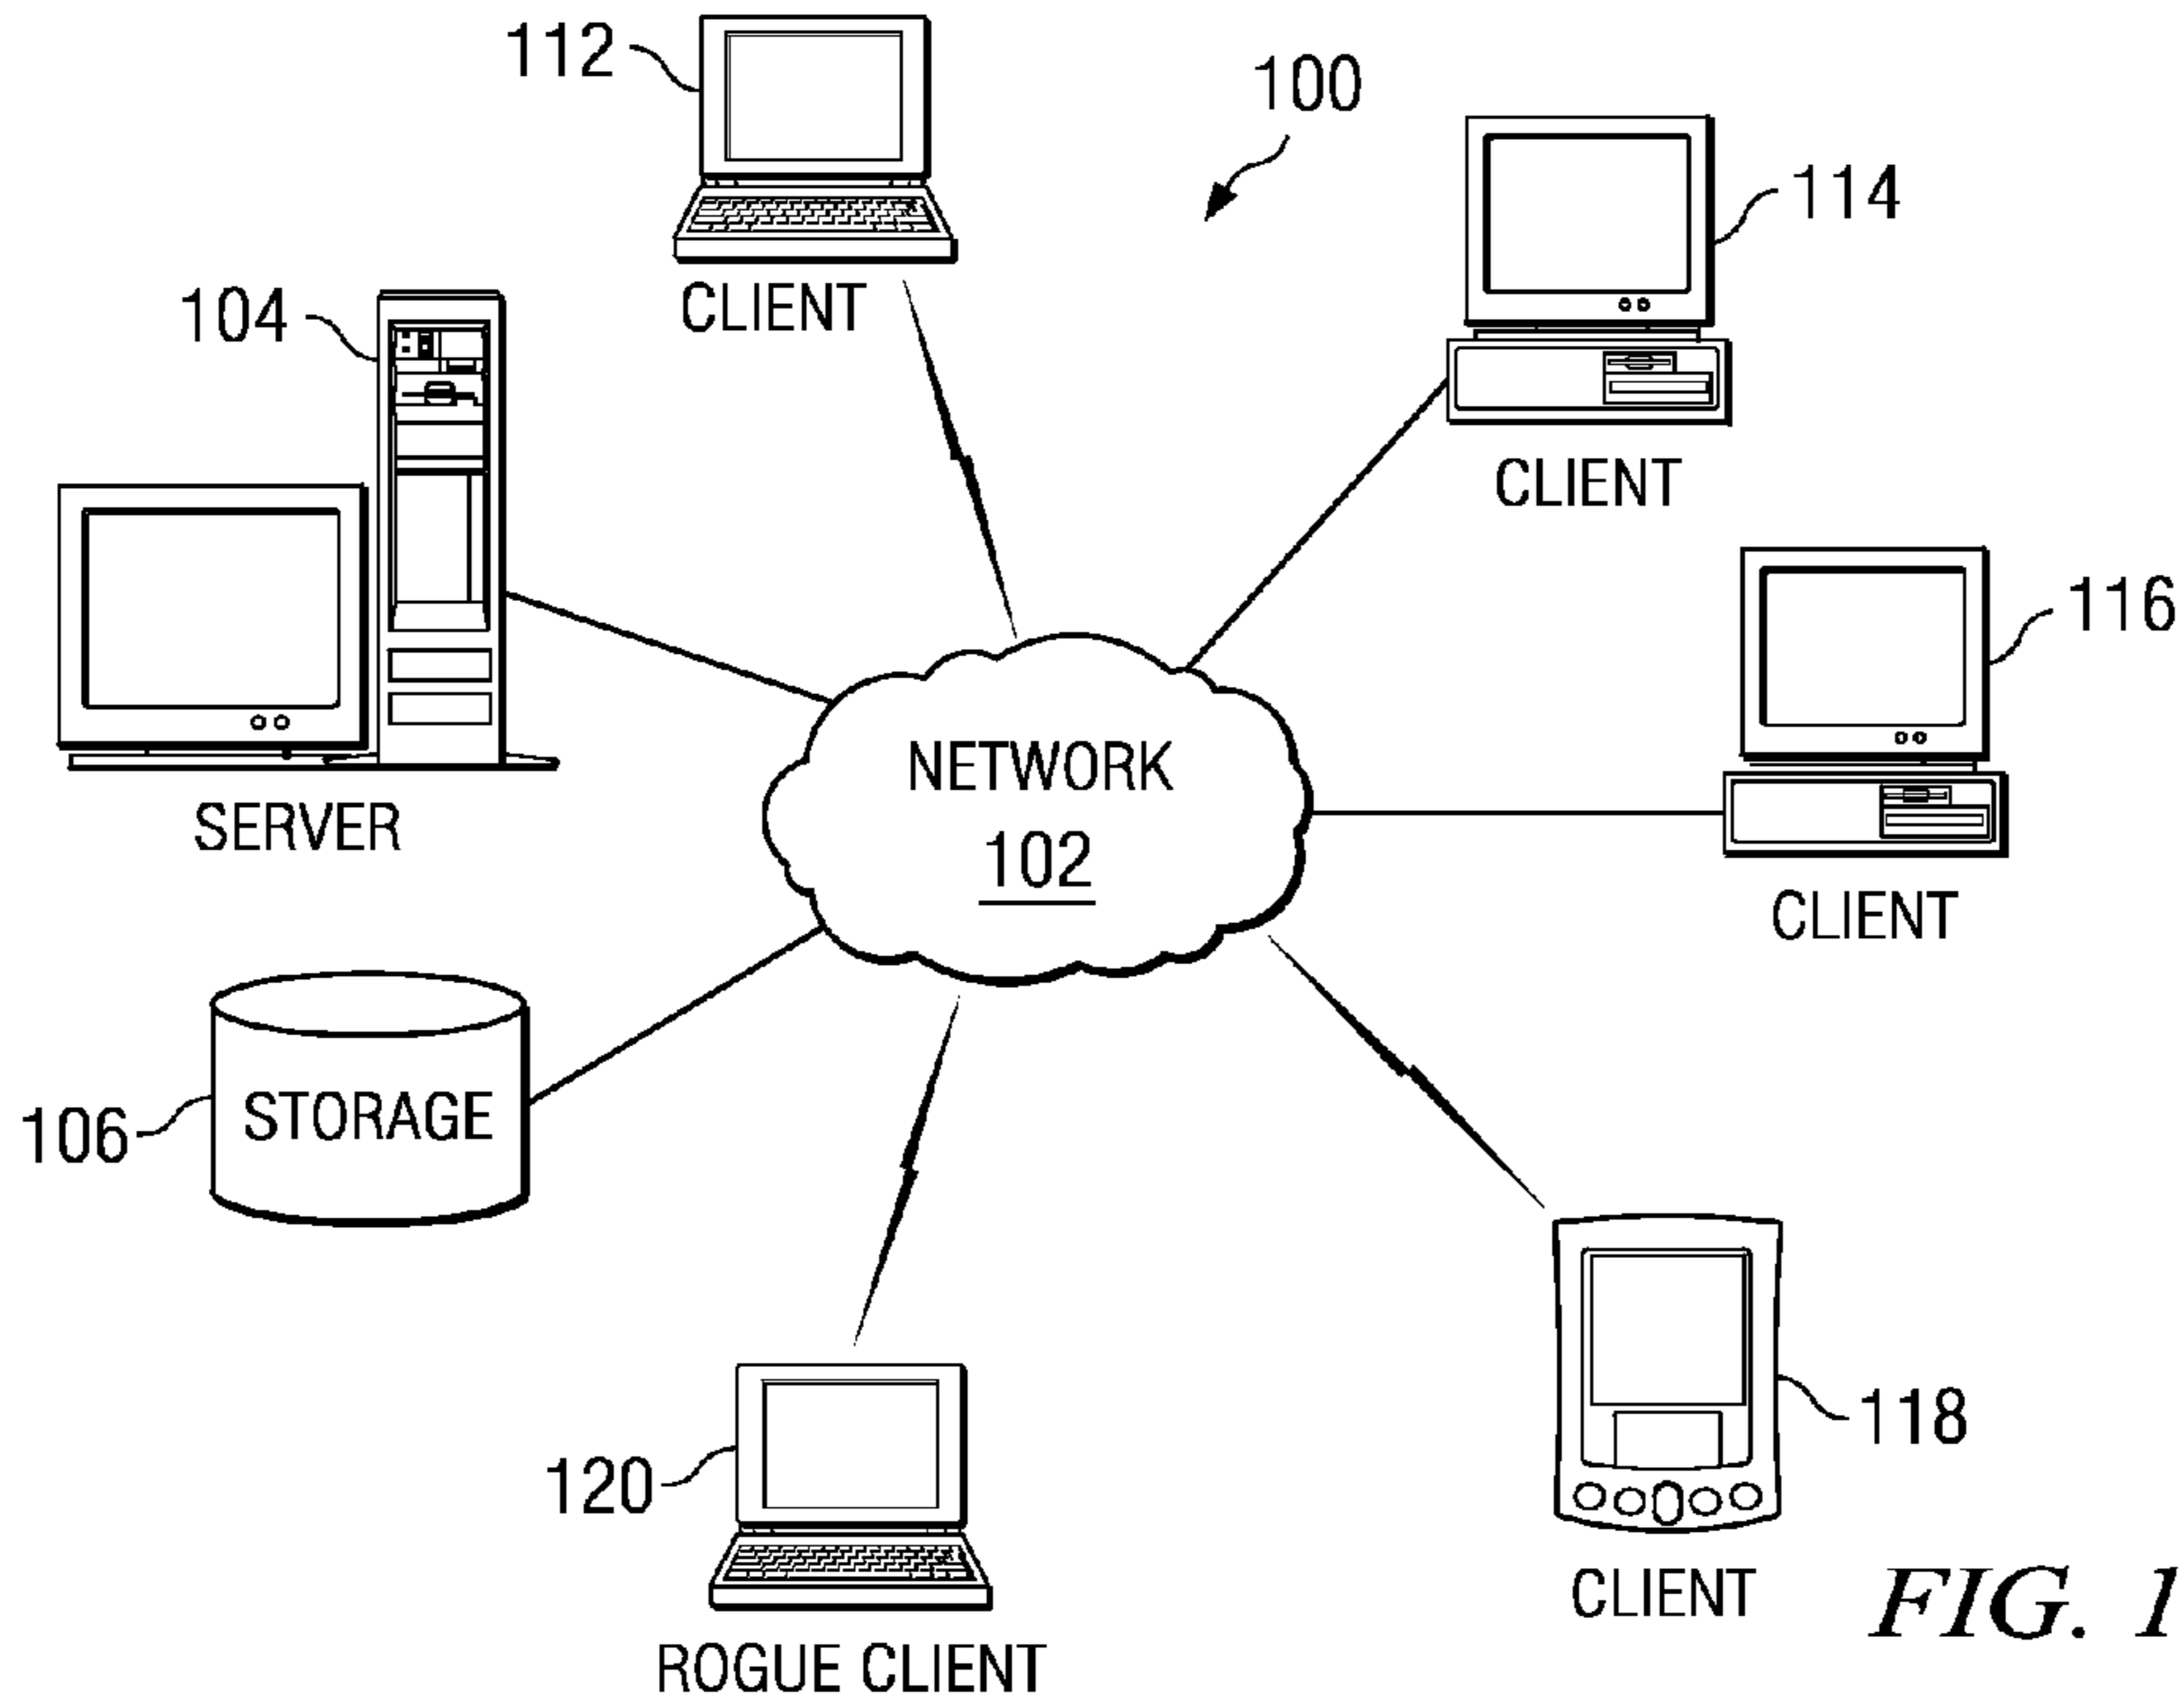 112
100
114
CLIENT
104
CLIENT
116
SERVER
NETWORK
102
CLIENT
106
STORAGE
120
118
CLIENT
ROGUE CLIENT
FIG. 1